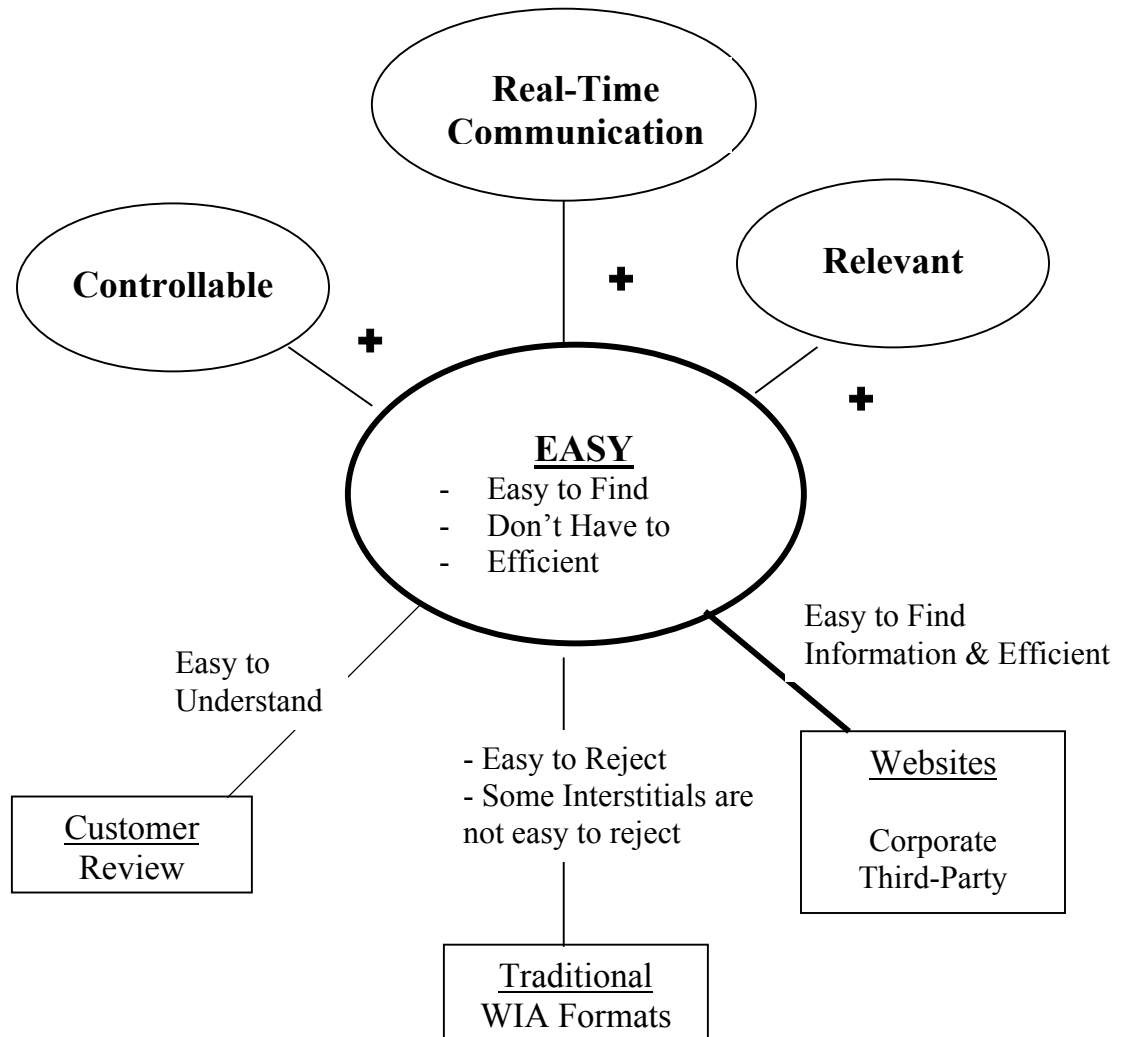 Real-Time
Communication
Controllable
Relevant
EASY
- Easy to Find
- Don’t Have to
- Efficient
Easy to Find
Information & Efficient
Easy to
Understand
- Easy to Reject
- Some Interstitials are
not easy to reject
Websites
Corporate
Third-Party
Customer
Review
Traditional
WIA Formats